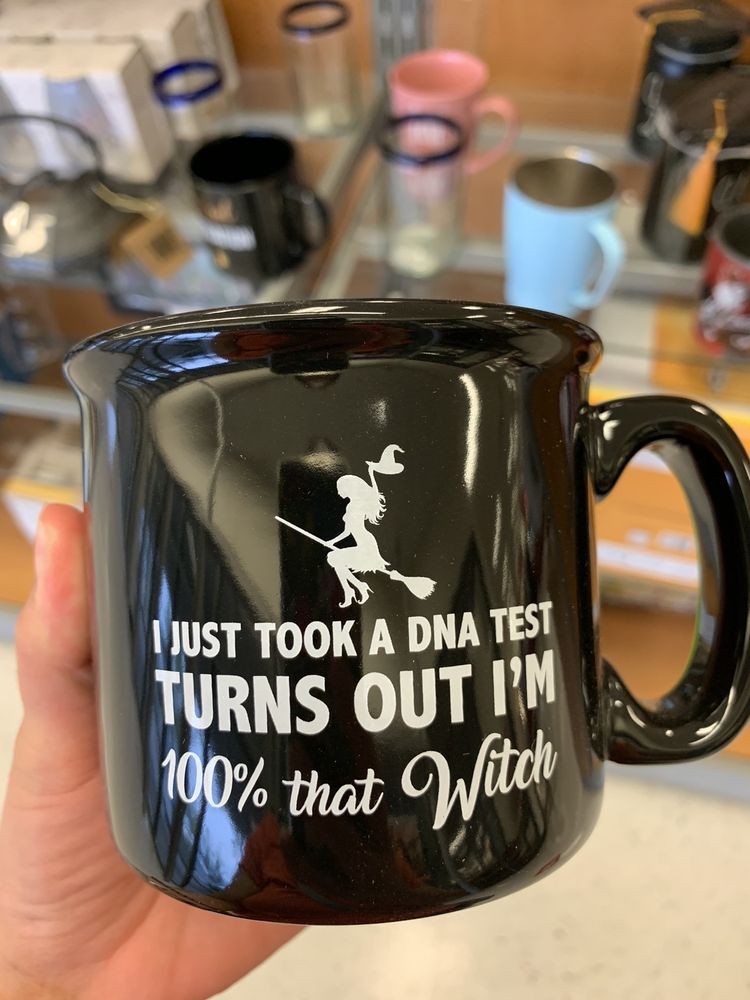 I JUST TOOK A DNA TEST
TURNS OUT I'M
100% that Witch